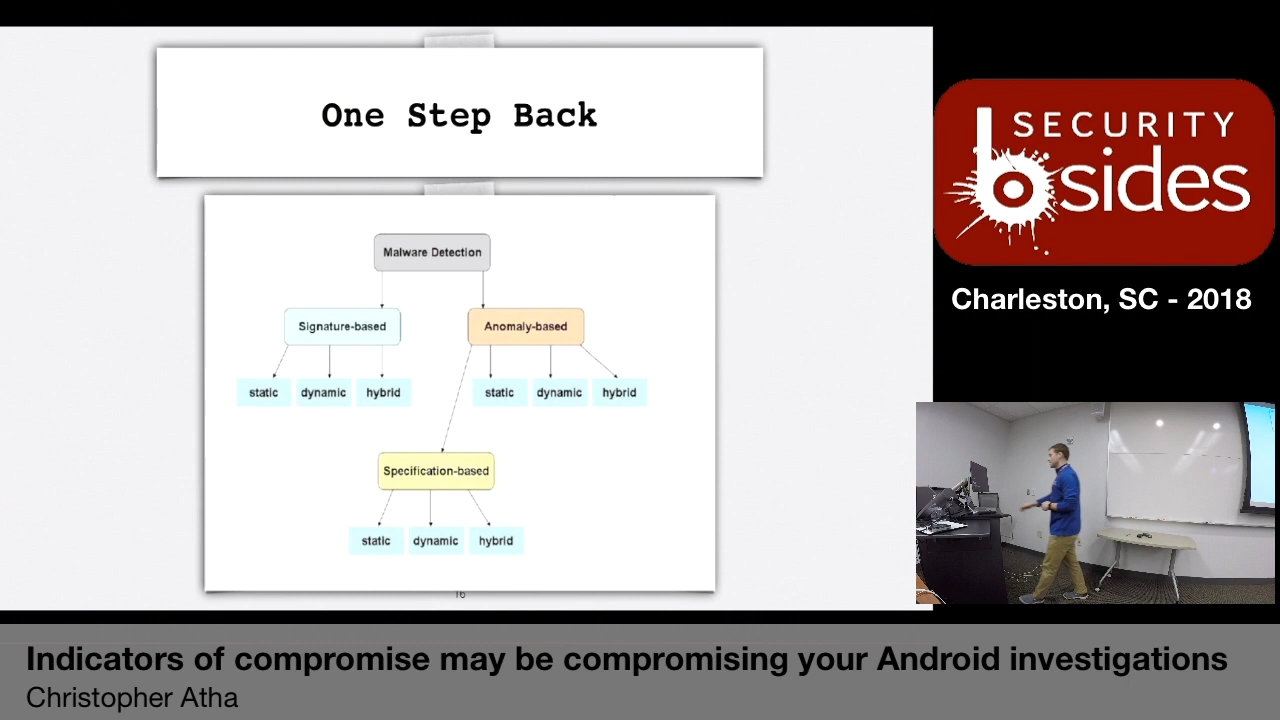 One Step Back
Malware Detection
Signature-based
Anomaly-based
static
dynamic
hybrid
static
dynamic
hybrid
Specification-based
static
dynamic
hybrid
16
SECURITY
bsides
Charleston, SC - 2018
Indicators of compromise may be compromising your Android investigations
Christopher Atha